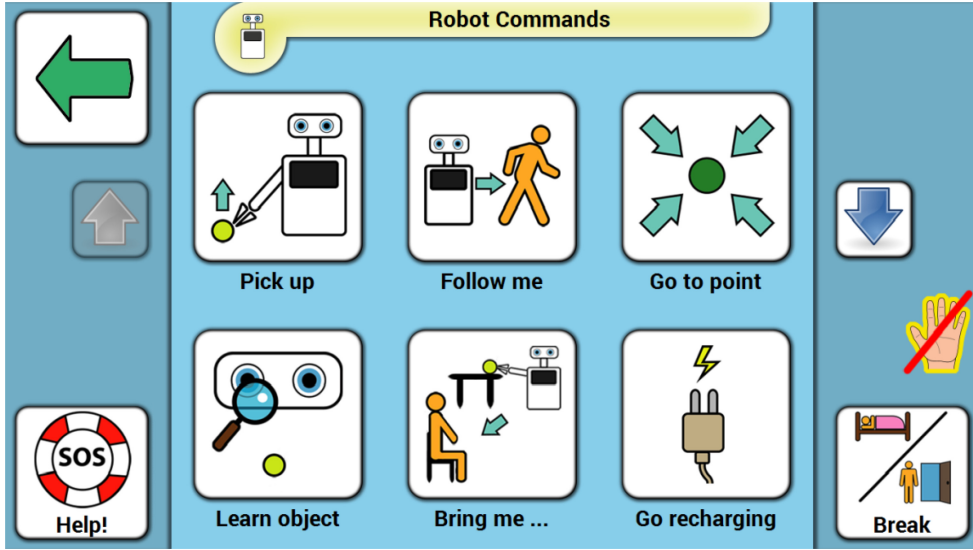 Robot Commands
Pick up
Follow me
Go to point
Learn object
Bring me ...
Go recharging
SOS
Help!
Break